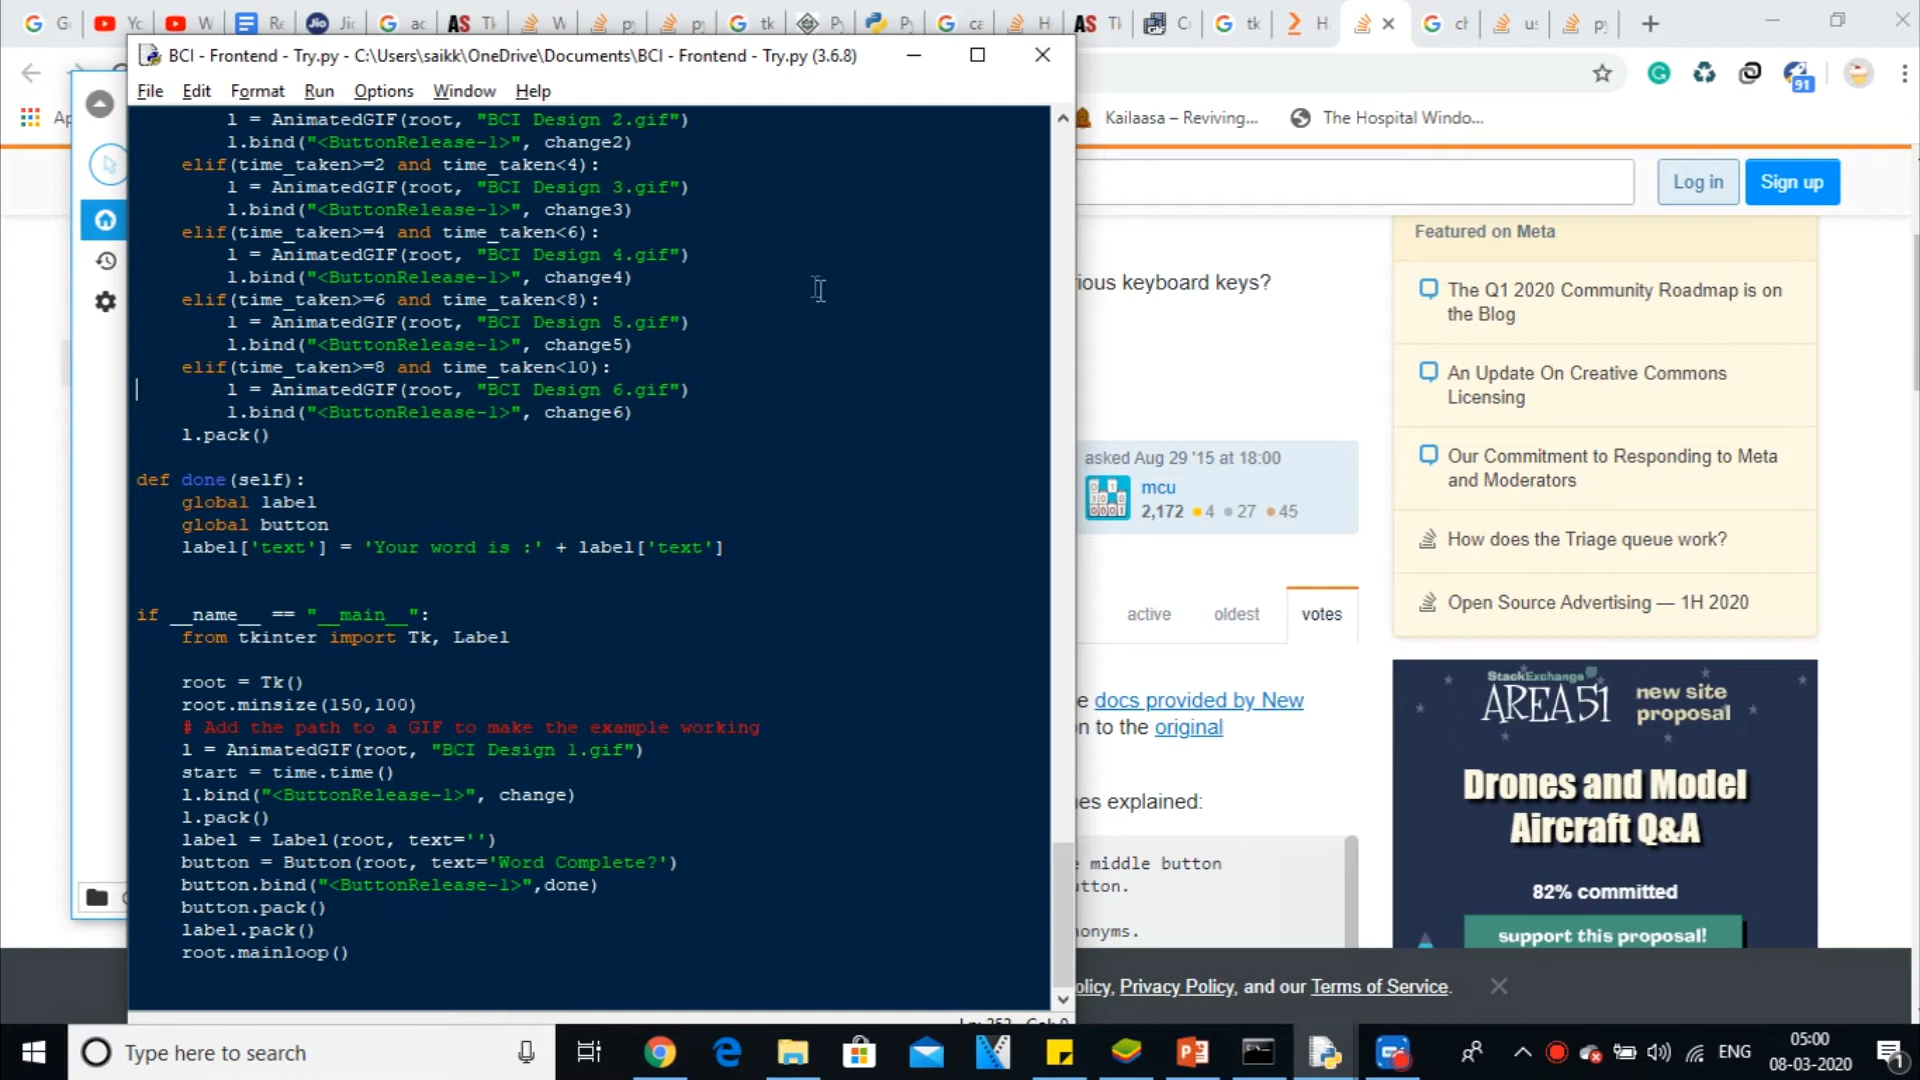 BCI - Frontend - Try.py - C:\Users\saikk\OneDrive\Documents\BCI - Frontend - Try.py (3.6.8)
File Edit Format Run Options Window Help
l = AnimatedGIF(root, "BCI Design 2.gif")
l.bind("<ButtonRelease-1>", change2)
elif(time_taken>=2 and time_taken<4):
l = AnimatedGIF(root, "BCI Design 3.gif")
l.bind("<ButtonRelease-1>", change3)
elif(time_taken>=4 and time_taken<6):
l = AnimatedGIF(root, "BCI Design 4.gif")
l.bind("<ButtonRelease-1>", change4)
elif(time_taken>=6 and time_taken<8):
l = AnimatedGIF(root, "BCI Design 5.gif")
l.bind("<ButtonRelease-1>", change5)
elif(time_taken>=8 and time_taken<10):
l = AnimatedGIF(root, "BCI Design 6.gif")
l.bind("<ButtonRelease-1>", change6)
l.pack()
def done(self):
global label
global button
label['text'] = 'Your word is :' + label['text']
if __name__ == "__main__":
from tkinter import Tk, Label
root = Tk()
root.minsize(150,100)
# Add the path to a GIF to make the example working
l = AnimatedGIF(root, "BCI Design 1.gif")
start = time.time()
l.bind("<ButtonRelease-1>", change)
l.pack()
label = Label(root, text='')
button = Button(root, text='Word Complete?')
button.bind("<ButtonRelease-1>",done)
button.pack()
label.pack()
root.mainloop()
91
Kailaasa – Reviving...
The Hospital Windo...
Log in
Sign up
Featured on Meta
The Q1 2020 Community Roadmap is on
the Blog
An Update On Creative Commons
Licensing
Our Commitment to Responding to Meta
and Moderators
How does the Triage queue work?
Open Source Advertising — 1H 2020
ious keyboard keys?
asked Aug 29 '15 at 18:00
mcu
2,172 4 27 45
active oldest votes
e docs provided by New
n to the original
es explained:
middle button
tton.
nonyms.
StackExchange
AREA51
new site
proposal
Drones and Model
Aircraft Q&A
82% committed
support this proposal!
olicy, Privacy Policy, and our Terms of Service.
Type here to search
ENG
05:00
08-03-2020
1